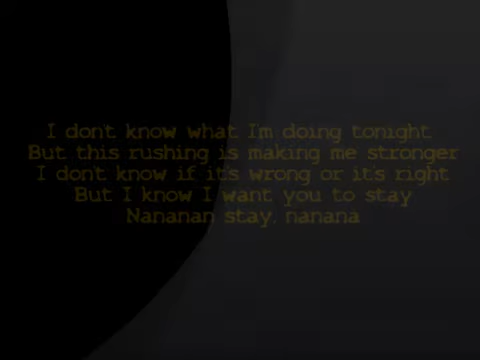 I dont know what I'm doing tonight
But this rushing is making me stronger
I dont know if it's wrong or it's right
But I know I want you to stay
Nananan stay, nanana